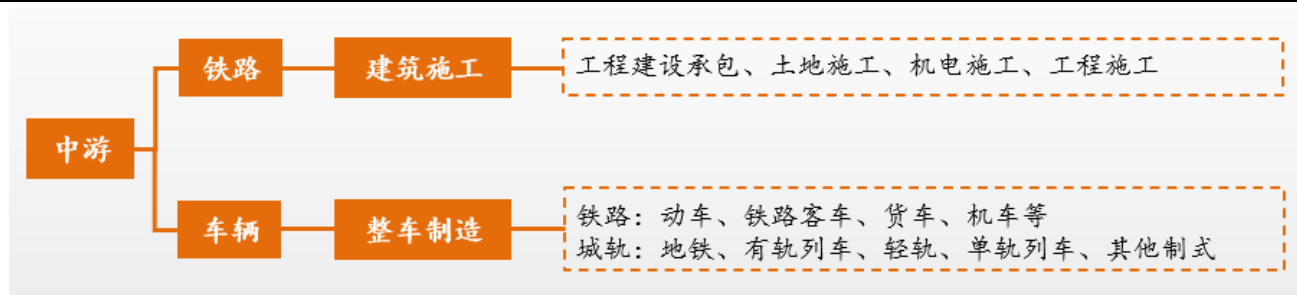 铁路
建筑施工
工程建设承包、土地施工、机电施工、工程施工
中游
车辆
整车制造
铁路：动车、铁路客车、货车、机车等
城轨：地铁、有轨列车、轻轨、单轨列车、其他制式